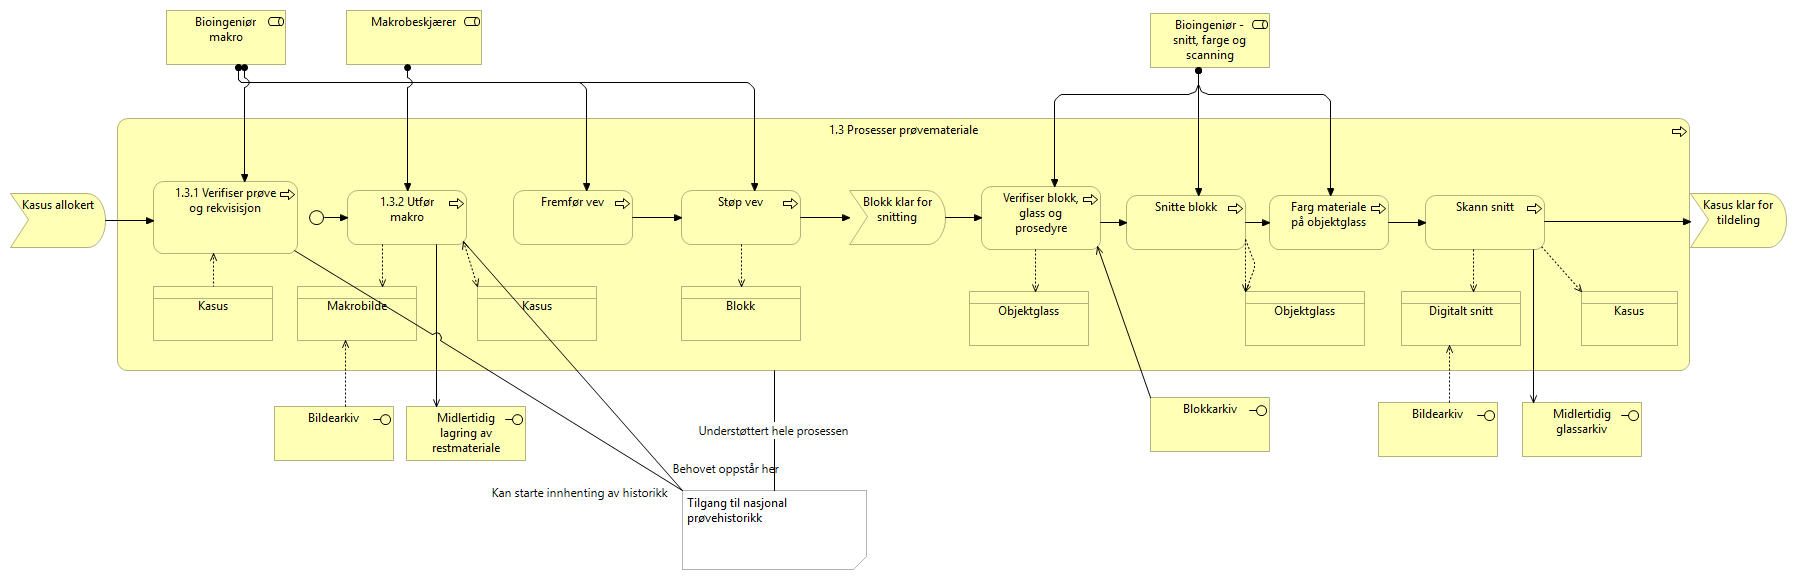 Bioingeniør
makro
Makrobeskjærer
Bioingeniør -
snitt, farge og
scanning
1.3 Prosesser prøvemateriale
Kasus allokert
1.3.1 Verifiser prøve
og rekvisisjon
1.3.2 Utfør
makro
Fremfør vev
Støp vev
Blokk klar for
snitting
Verifiser blokk,
glass og
prosedyre
Snitte blokk
Farg materiale
på objektglass
Skann snitt
Kasus klar for
tildeling
Kasus
Makrobilde
Kasus
Blokk
Objektglass
Objektglass
Digitalt snitt
Kasus
Bildearkiv
Midlertidig
lagring av
restmateriale
Blokkarkiv
Bildearkiv
Midlertidig
glassarkiv
Understøttert hele prosessen
Behovet oppstår her
Kan starte innhenting av historikk
Tilgang til nasjonal
prøvehistorikk